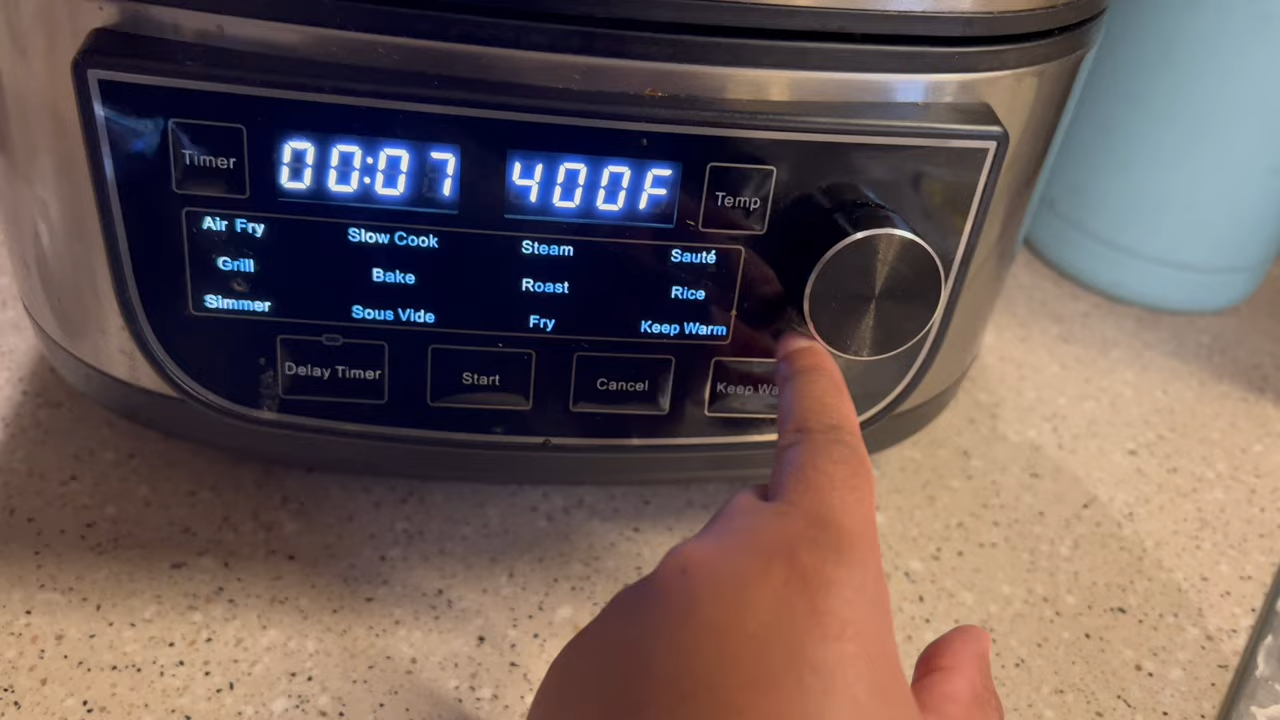 Timer 00:07 400F Temp
Air Fry Slow Cook Steam Sauté
Grill Bake Roast Rice
Simmer Sous Vide Fry Keep Warm
Delay Timer Start Cancel Keep